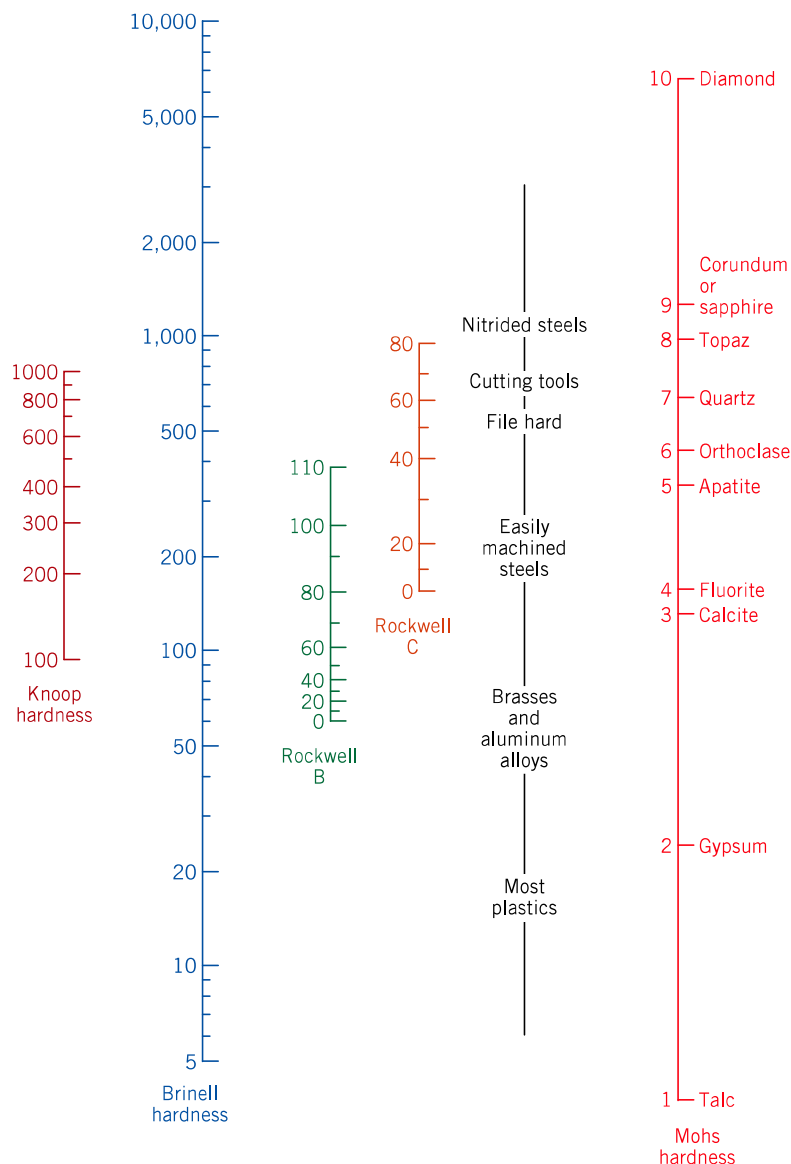 1000
800
600
400
300
200
100
Knoop
hardness
10,000
5,000
2,000
1,000
500
200
100
50
20
10
5
Brinell
hardness
110
100
80
60
40
20
0
Rockwell
B
80
60
40
20
0
Rockwell
C
Nitrided steels
Cutting tools
File hard
Easily
machined
steels
Brasses
and
aluminum
alloys
Most
plastics
10 Diamond
Corundum
or
9 sapphire
8 Topaz
7 Quartz
6 Orthoclase
5 Apatite
4 Fluorite
3 Calcite
2 Gypsum
1 Talc
Mohs
hardness